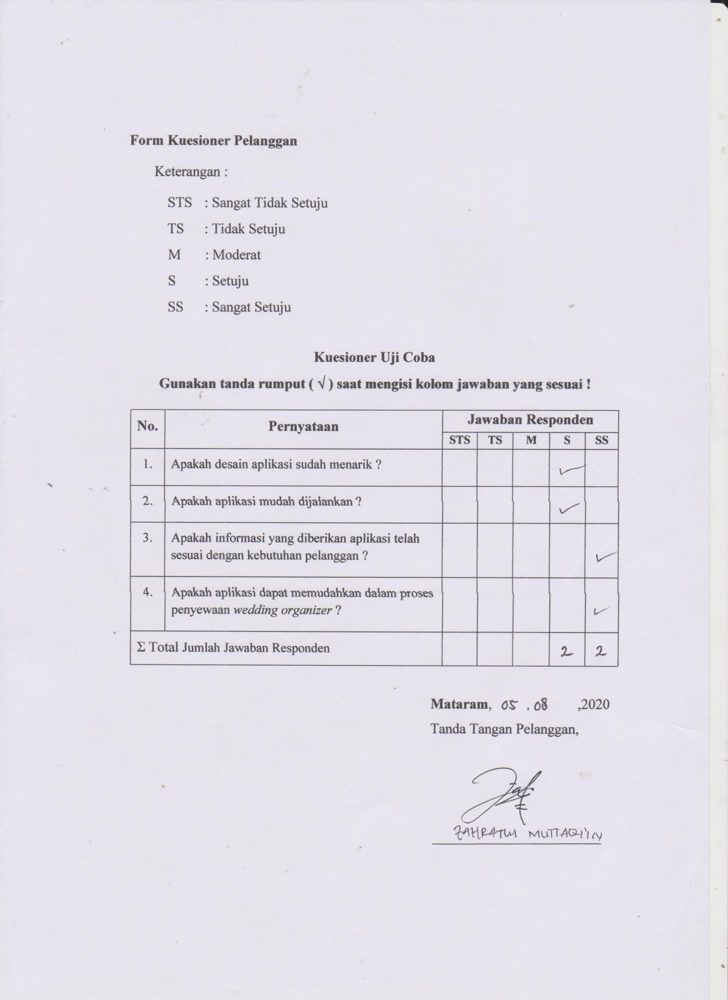 Form Kuesioner Pelanggan
Keterangan :
STS : Sangat Tidak Setuju
TS : Tidak Setuju
M : Moderat
S : Setuju
SS : Sangat Setuju
Kuesioner Uji Coba
Gunakan tanda rumput ( √ ) saat mengisi kolom jawaban yang sesuai !
No. Pernyataan Jawaban Responden
STS TS M S SS
1. Apakah desain aplikasi sudah menarik ? ✓
2. Apakah aplikasi mudah dijalankan ? ✓
3. Apakah informasi yang diberikan aplikasi telah
sesuai dengan kebutuhan pelanggan ? ✓
4. Apakah aplikasi dapat memudahkan dalam proses
penyewaan wedding organizer ? ✓
Σ Total Jumlah Jawaban Responden 2 2
Mataram, 05 . 08 ,2020
Tanda Tangan Pelanggan,
ZAHRATUL MUTTAQI'IN